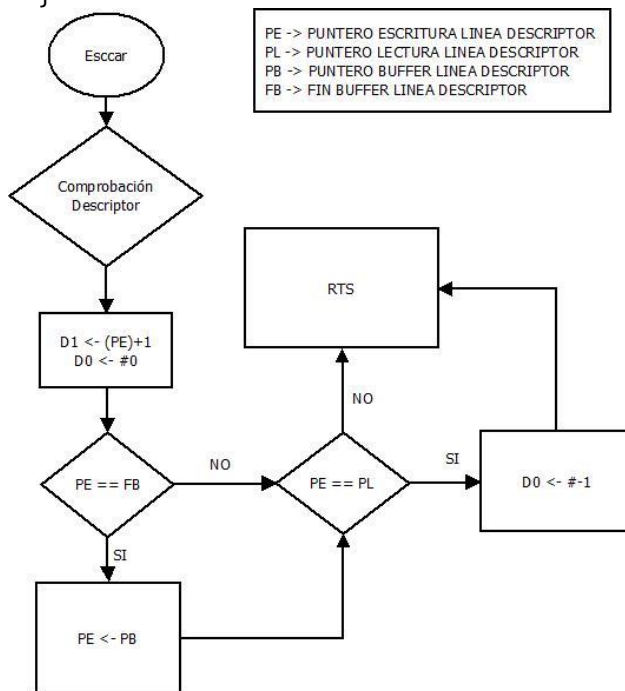 Esccar
PE -> PUNTERO ESCRITURA LINEA DESCRIPTOR
PL -> PUNTERO LECTURA LINEA DESCRIPTOR
PB -> PUNTERO BUFFER LINEA DESCRIPTOR
FB -> FIN BUFFER LINEA DESCRIPTOR
Comprobación
Descriptor
RTS
D1 <- (PE)+1
D0 <- #0
NO
PE == FB
NO
PE == PL
SI
D0 <- #-1
SI
PE <- PB